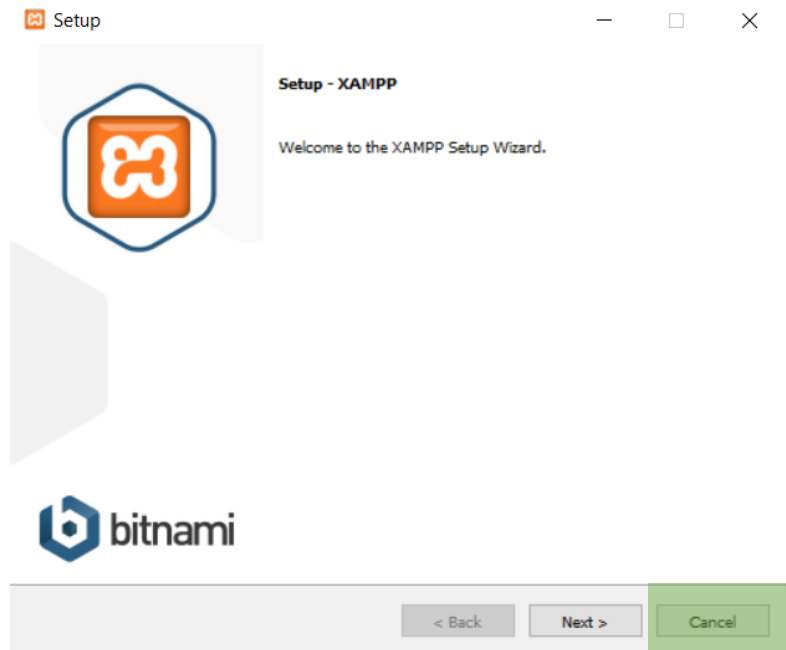 Setup
Setup - XAMPP
Welcome to the XAMPP Setup Wizard.
bitnami
< Back
Next >
Cancel